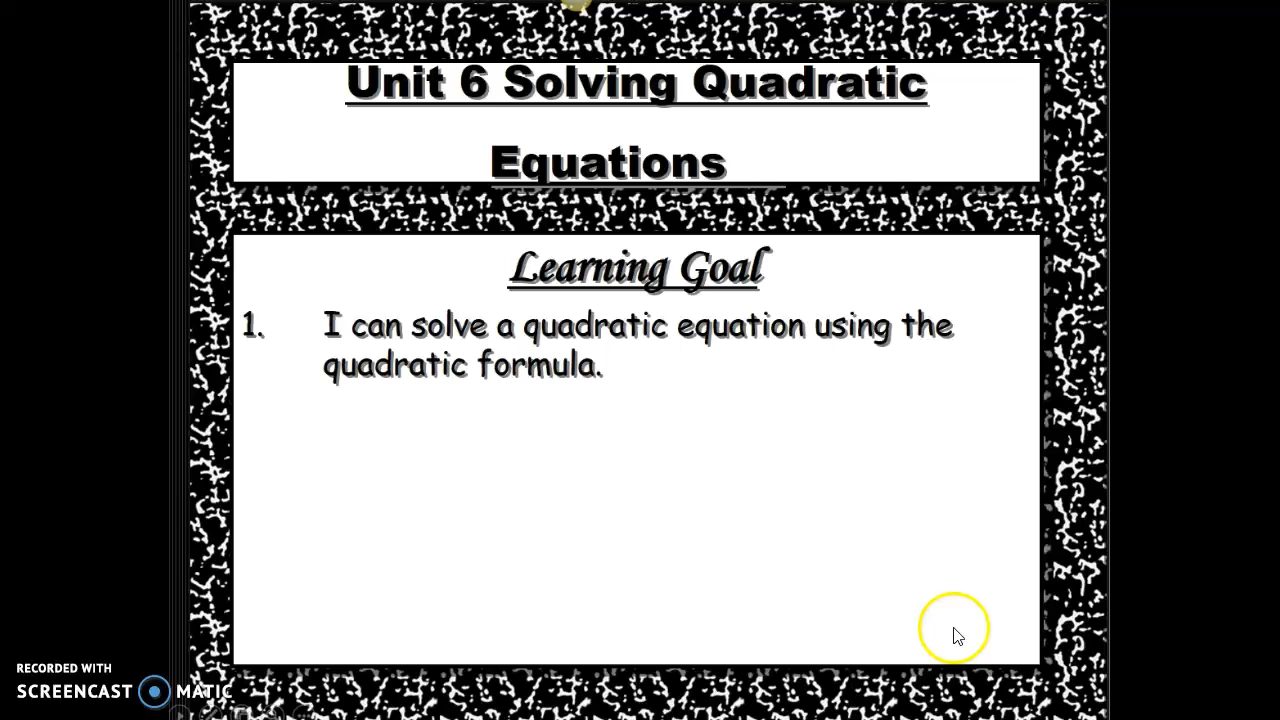 Unit 6 Solving Quadratic
Equations
Learning Goal
1. I can solve a quadratic equation using the
quadratic formula.
RECORDED WITH
SCREENCAST MATIC